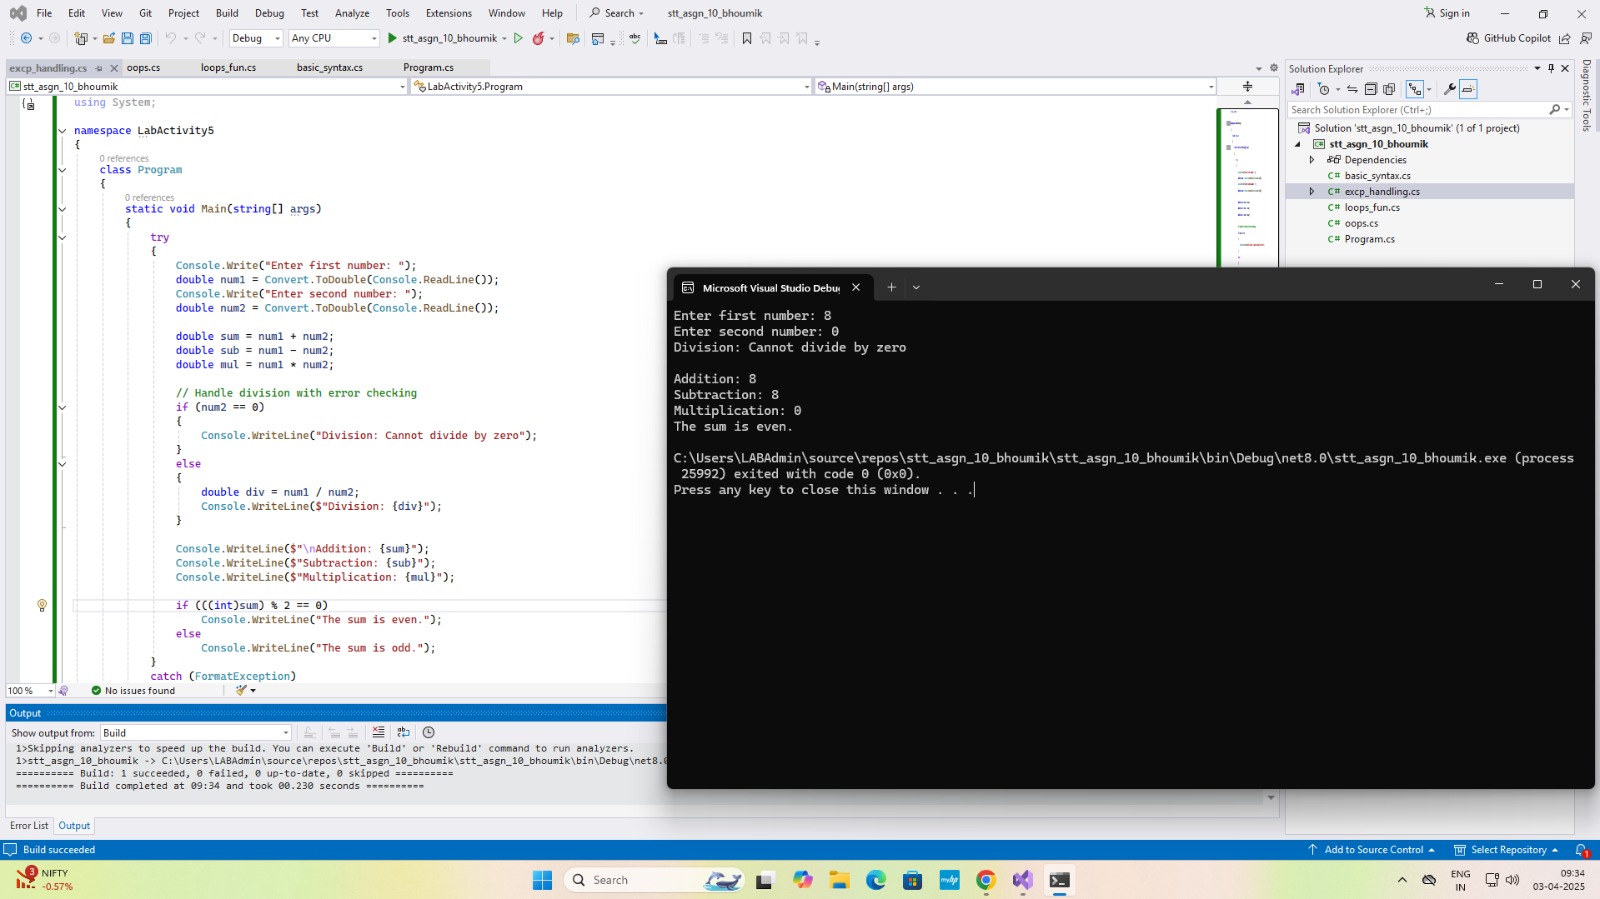 File Edit View Git Project Build Debug Test Analyze Tools Extensions Window Help Search stt_asgn_10_bhoumik Sign in
Debug Any CPU stt_asgn_10_bhoumik GitHub Copilot
excp_handling.cs oops.cs loops_fun.cs basic_syntax.cs Program.cs
stt_asgn_10_bhoumik LabActivity5.Program Main(string[] args)
using System;
namespace LabActivity5
{
0 references
class Program
{
0 references
static void Main(string[] args)
{
try
{
Console.Write("Enter first number: ");
double num1 = Convert.ToDouble(Console.ReadLine());
Console.Write("Enter second number: ");
double num2 = Convert.ToDouble(Console.ReadLine());
double sum = num1 + num2;
double sub = num1 - num2;
double mul = num1 * num2;
// Handle division with error checking
if (num2 == 0)
{
Console.WriteLine("Division: Cannot divide by zero");
}
else
{
double div = num1 / num2;
Console.WriteLine($"Division: {div}");
}
Console.WriteLine($"\nAddition: {sum}");
Console.WriteLine($"Subtraction: {sub}");
Console.WriteLine($"Multiplication: {mul}");
if (((int)sum) % 2 == 0)
Console.WriteLine("The sum is even.");
else
Console.WriteLine("The sum is odd.");
}
catch (FormatException)
100 % No issues found
Output
Show output from: Build
1>Skipping analyzers to speed up the build. You can execute 'Build' or 'Rebuild' command to run analyzers.
1>stt_asgn_10_bhoumik -> C:\Users\LABAdmin\source\repos\stt_asgn_10_bhoumik\stt_asgn_10_bhoumik\bin\Debug\net8.0
========== Build: 1 succeeded, 0 failed, 0 up-to-date, 0 skipped ==========
========== Build completed at 09:34 and took 00.230 seconds ==========
Error List Output
Solution Explorer
Search Solution Explorer (Ctrl+;)
Solution 'stt_asgn_10_bhoumik' (1 of 1 project)
stt_asgn_10_bhoumik
Dependencies
C# basic_syntax.cs
C# excp_handling.cs
C# loops_fun.cs
C# oops.cs
C# Program.cs
Diagnostic Tools
Microsoft Visual Studio Debu
Enter first number: 8
Enter second number: 0
Division: Cannot divide by zero
Addition: 8
Subtraction: 8
Multiplication: 0
The sum is even.
C:\Users\LABAdmin\source\repos\stt_asgn_10_bhoumik\stt_asgn_10_bhoumik\bin\Debug\net8.0\stt_asgn_10_bhoumik.exe (process
25992) exited with code 0 (0x0).
Press any key to close this window . . .
Build succeeded Add to Source Control Select Repository 1
3 NIFTY
-0.57%
Search
myhp
ENG
IN
09:34
03-04-2025